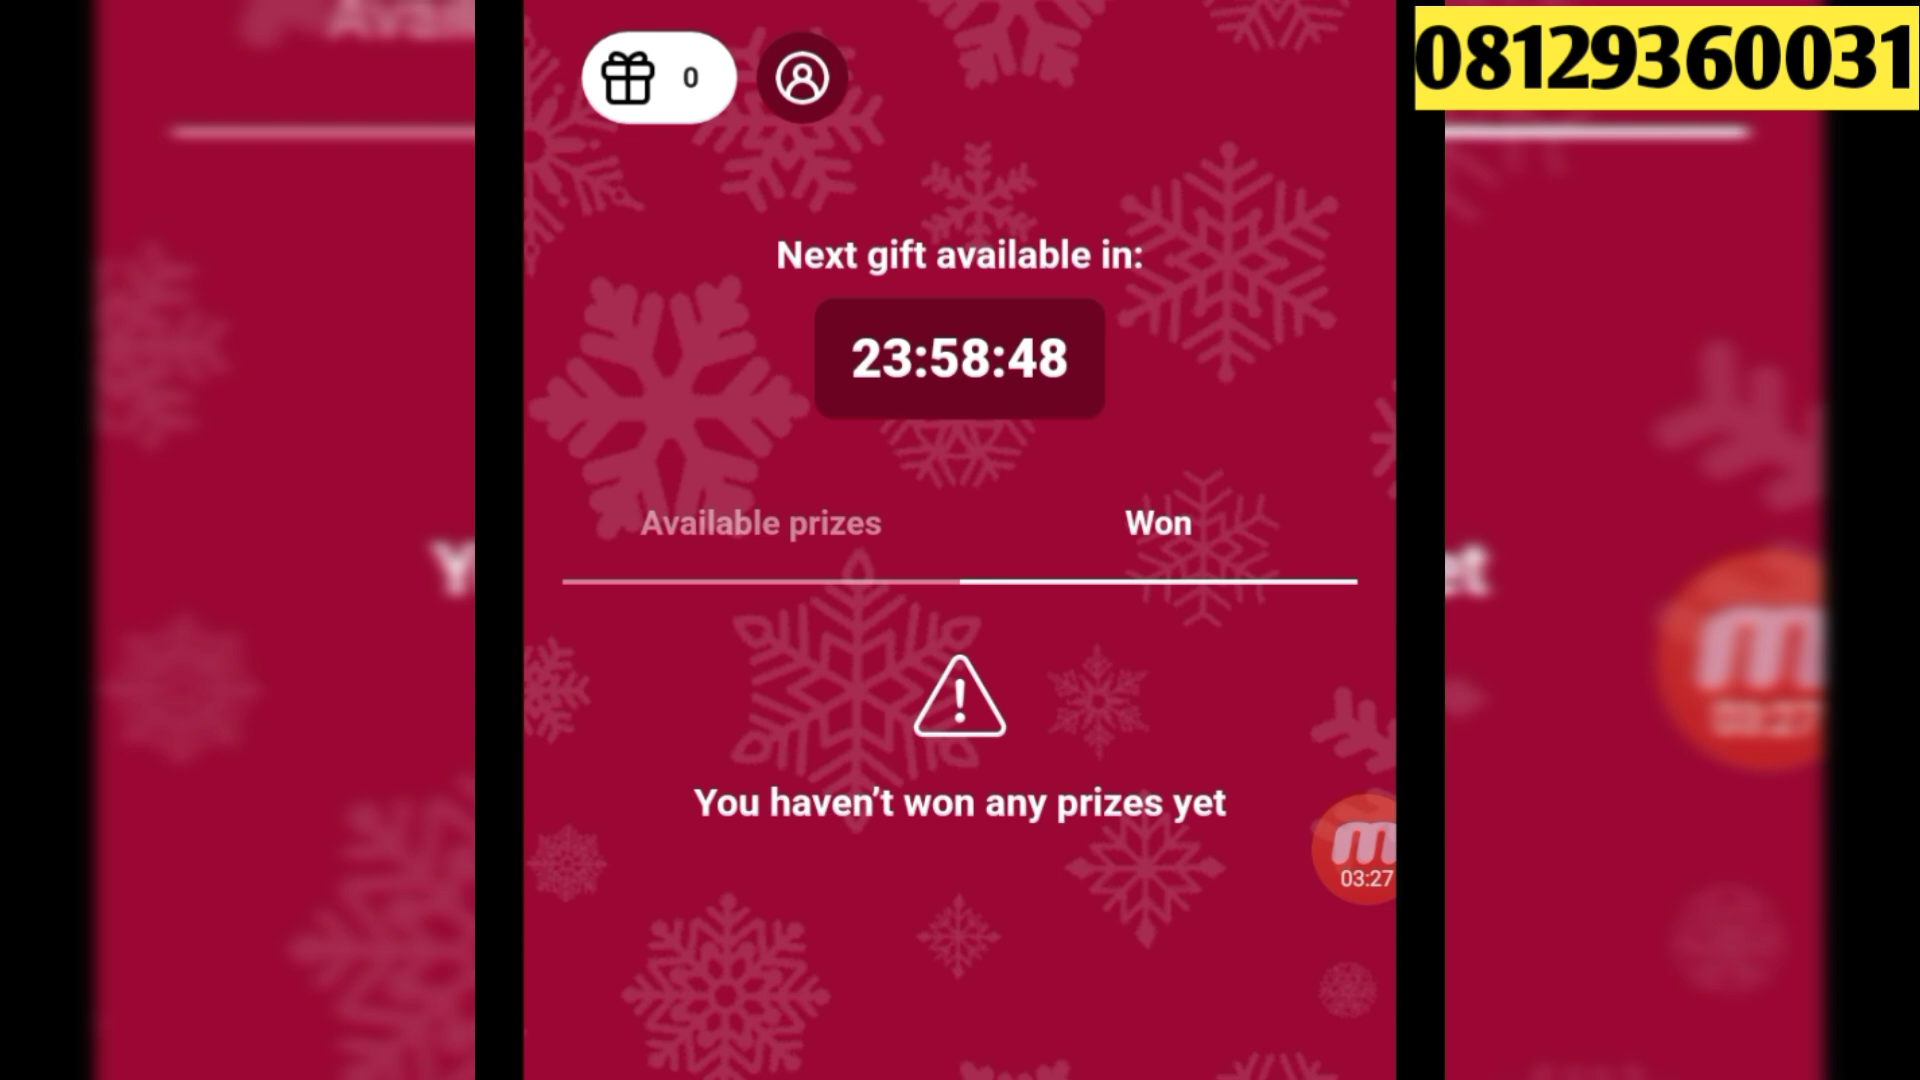 0
08129360031
Next gift available in:
23:58:48
Available prizes
Won
You haven’t won any prizes yet
et
Y
m
03:27